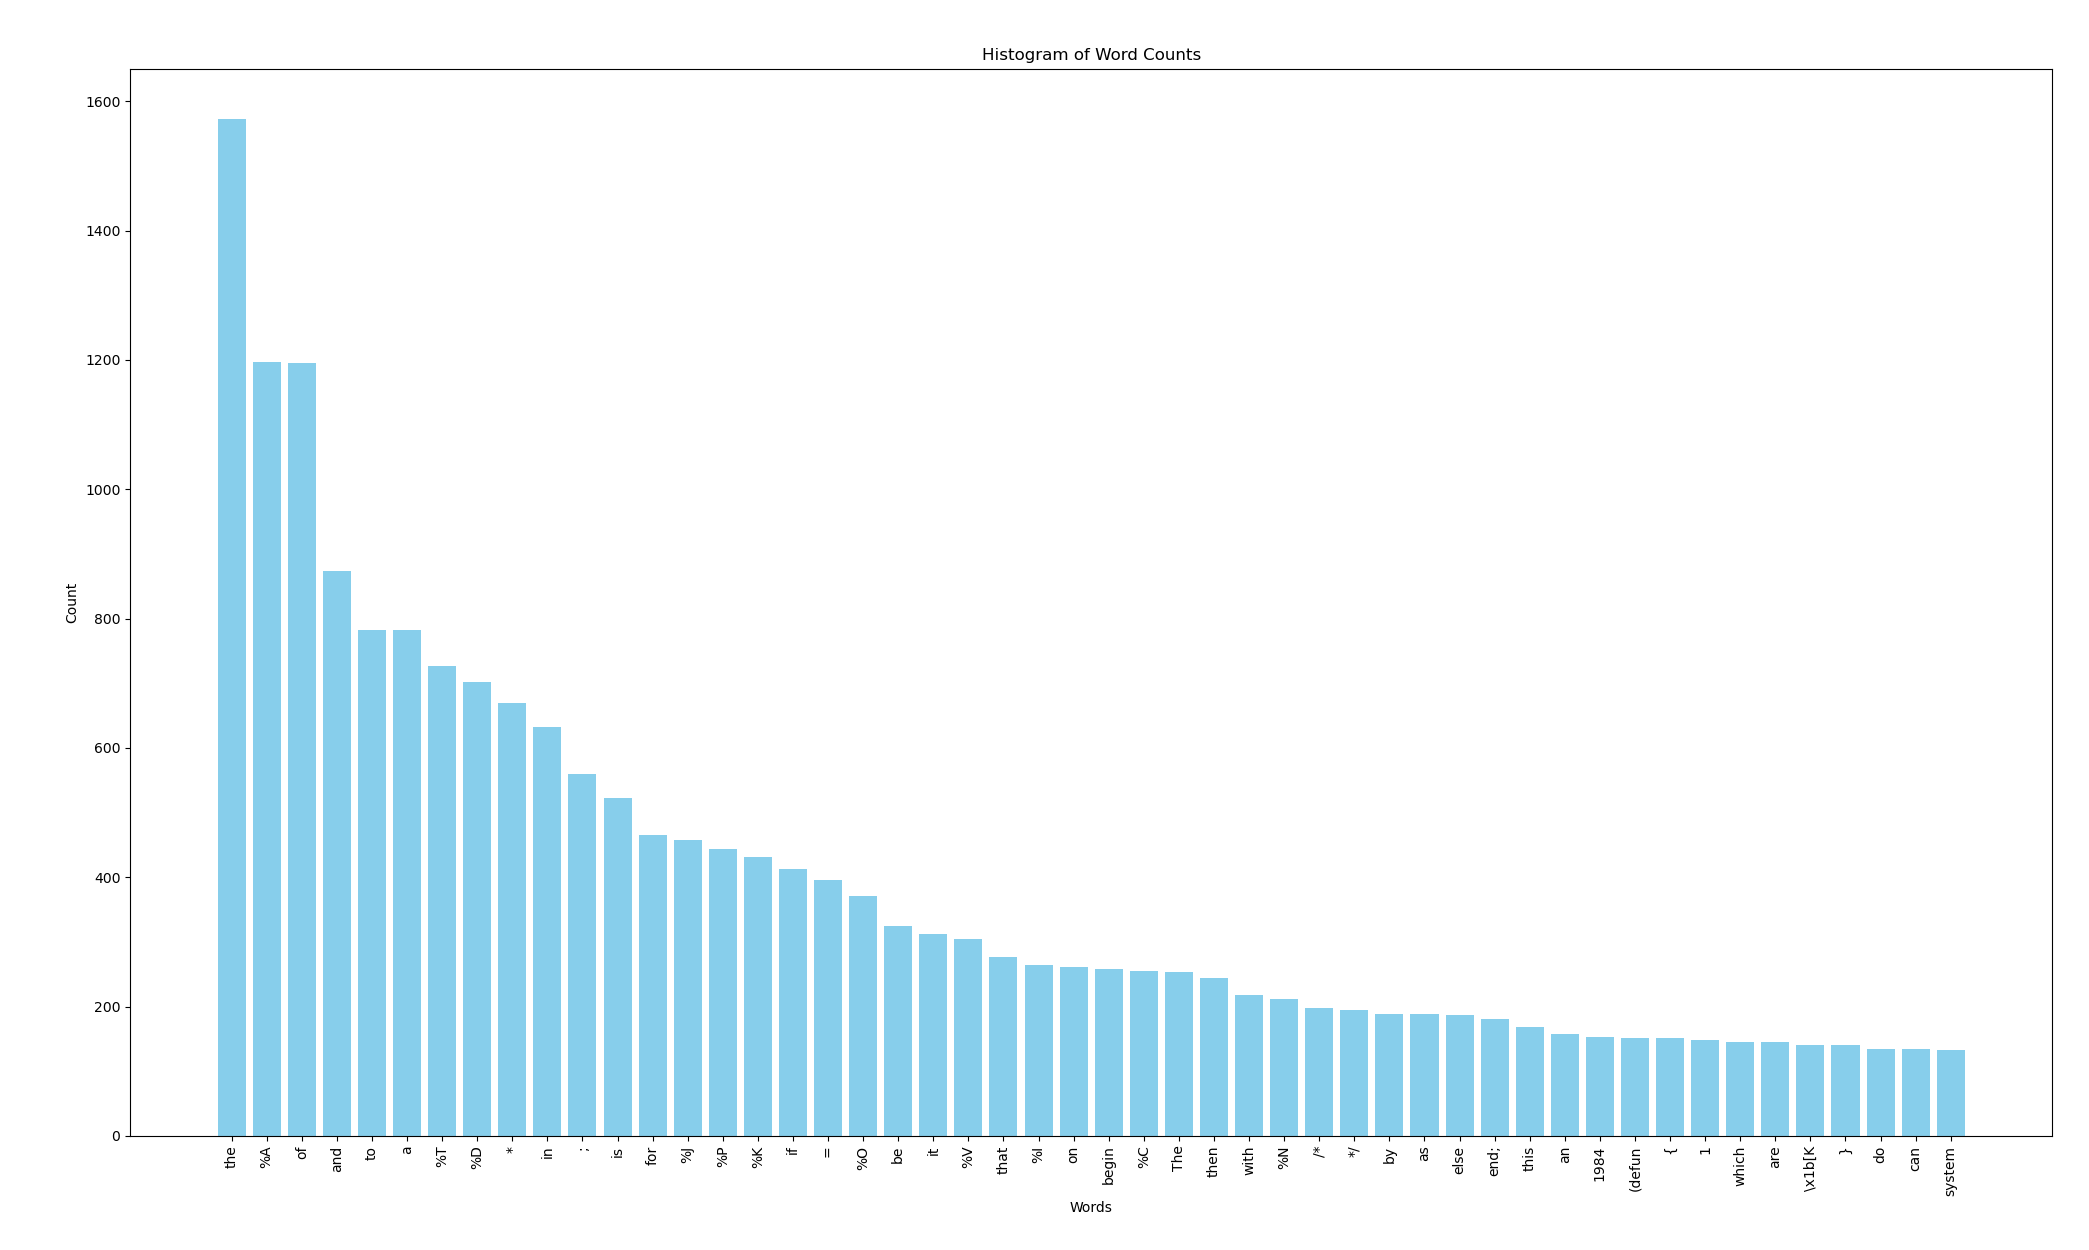 Histogram of Word Counts
1600
1400
1200
1000
800
600
400
200
0
Count
the %A of and to a %T %D * in ; is for %J %P %K if = %O be it %V that %I on begin %C The then with %N /* */ by as else end; this an 1984 (defun { 1 which are \x1b[K } do can system
Words